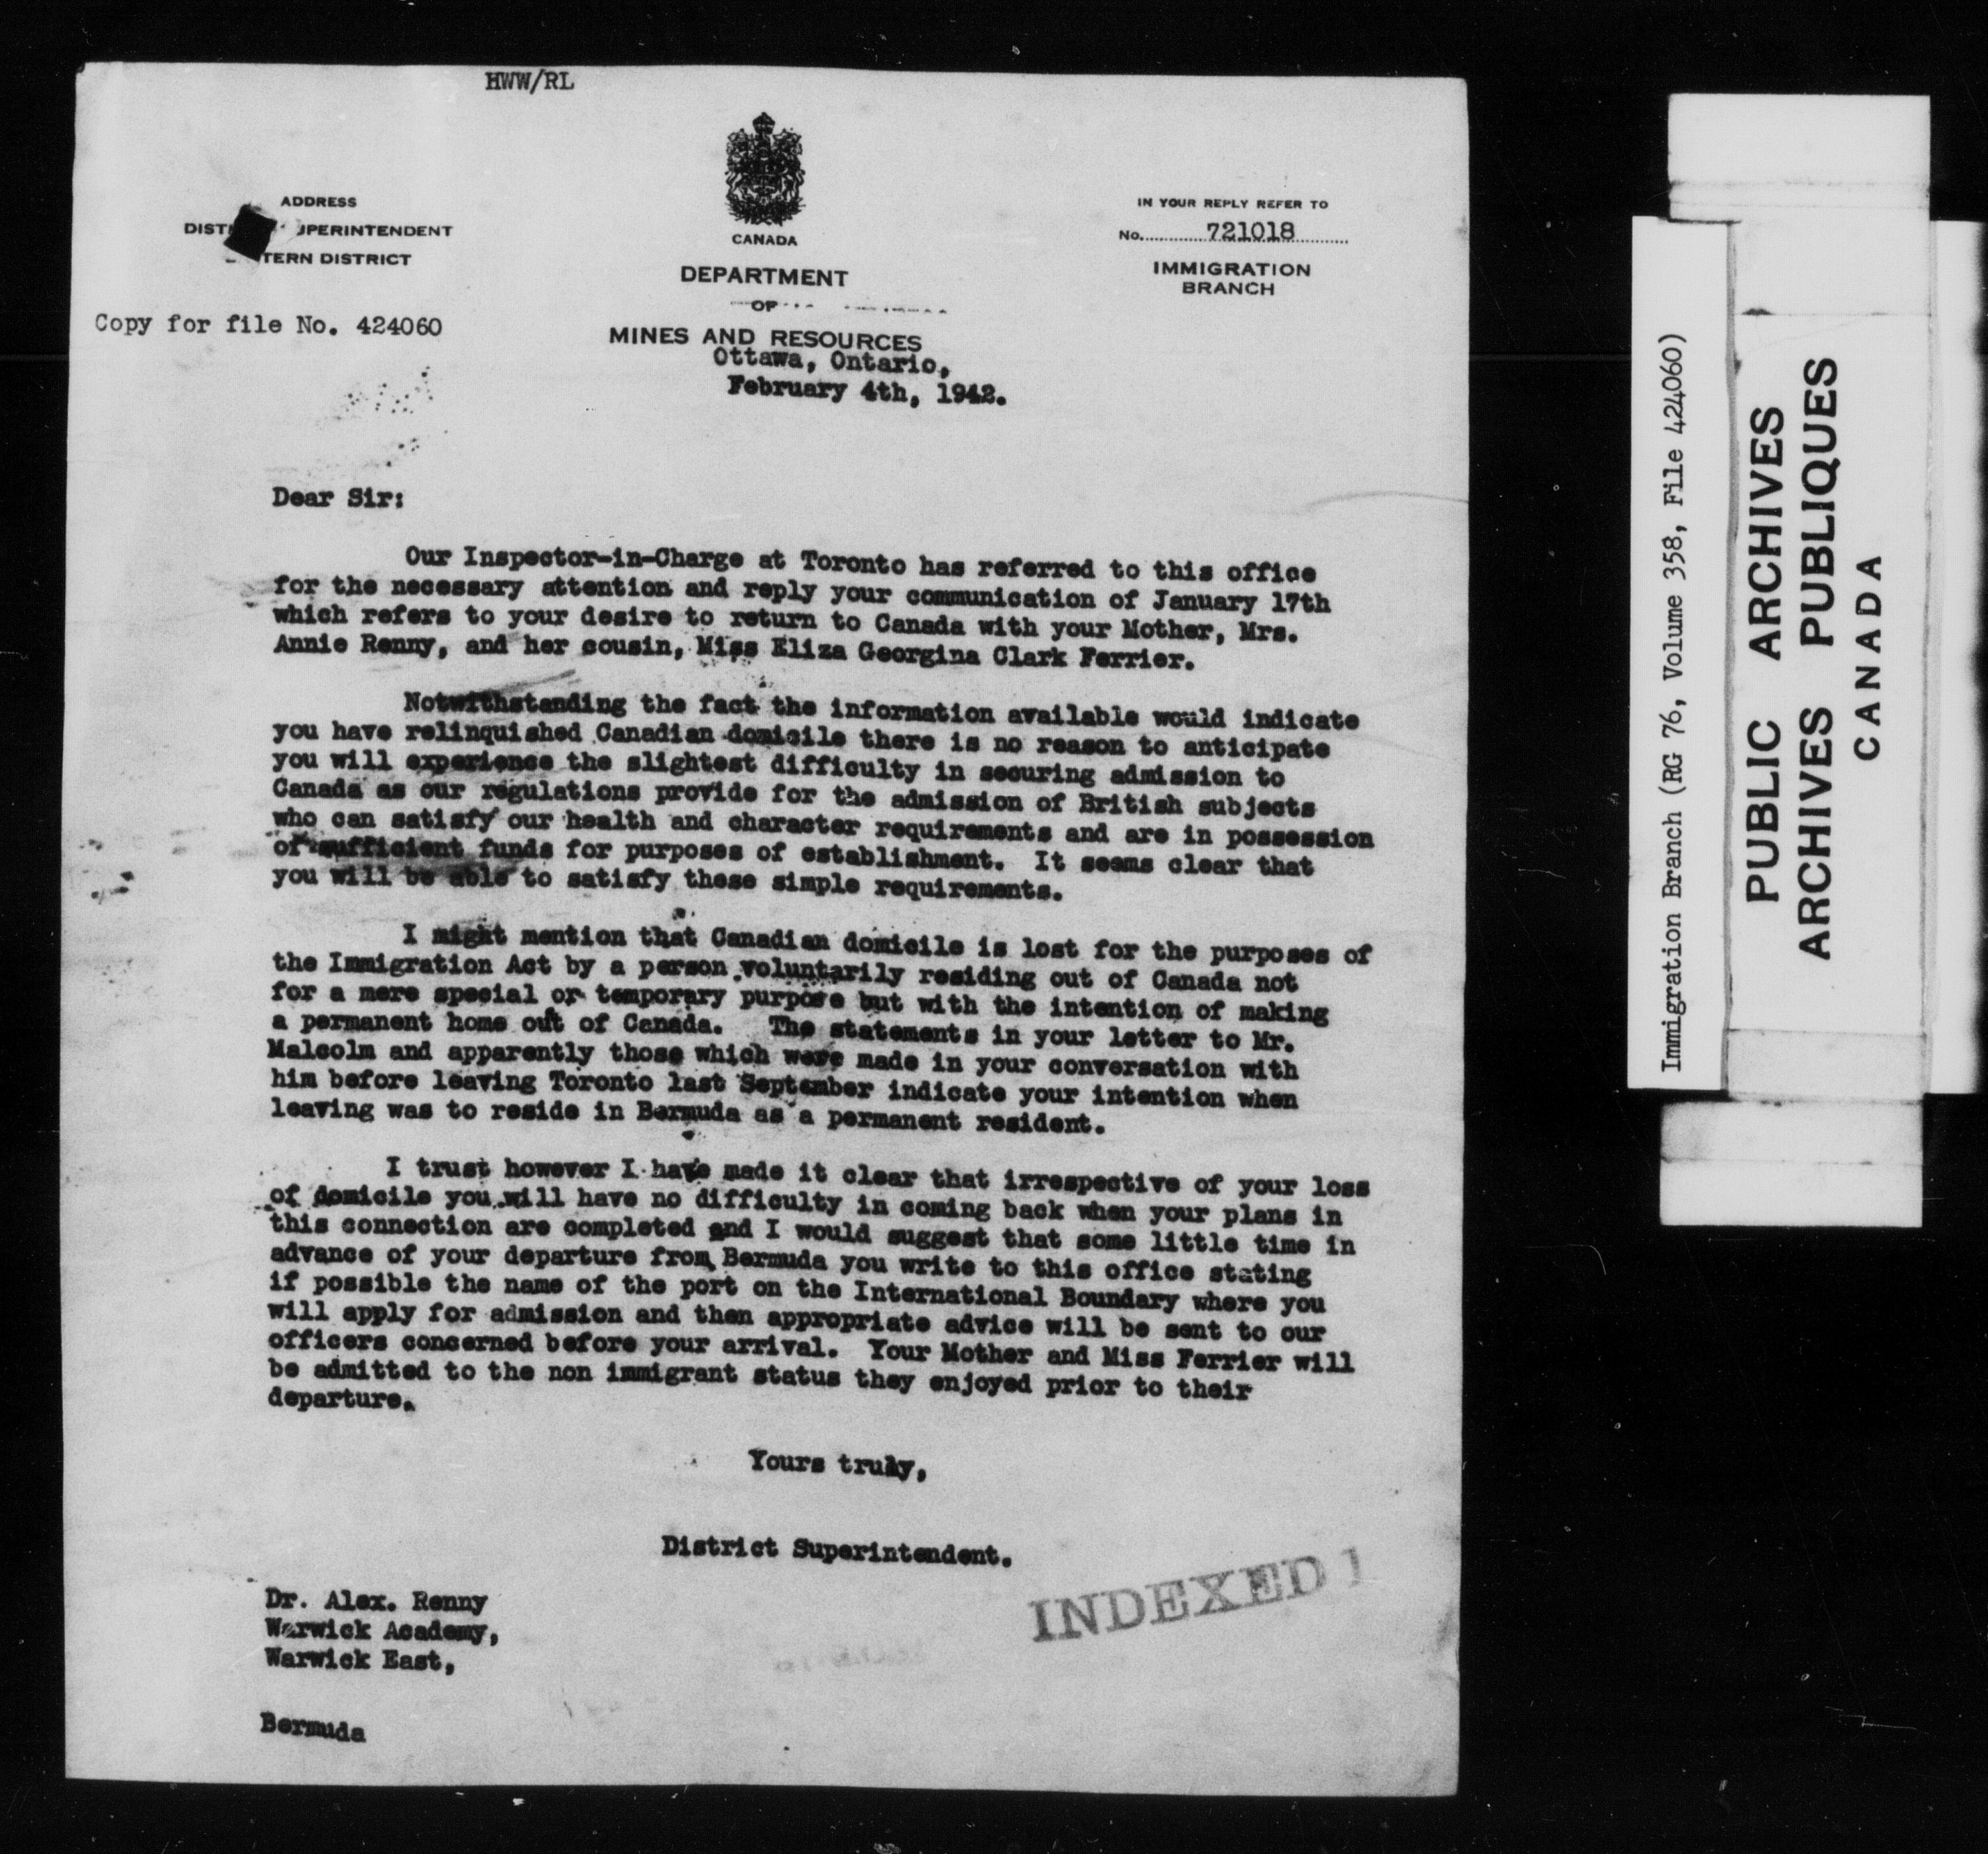 HWW/RL
ADDRESS
SUPERINTENDENT
DISTRICT
Copy for file No. 424060
CANADA
DEPARTMENT
OF
MINES AND RESOURCES
Ottawa, Ontario,
February 4th, 1942.
IN YOUR REPLY REFER TO
No. 721018
IMMIGRATION
BRANCH
Dear Sir:
Our Inspector-in-Charge at Toronto has referred to this office
for the necessary attention and reply your communication of January 17th
which refers to your desire to return to Canada with your Mother, Mrs.
Annie Renny, and her cousin, Miss Eliza Georgina Clark Ferrier.
Notwithstanding the fact the information available would indicate
you have relinquished Canadian domicile there is no reason to anticipate
you will experience the slightest difficulty in securing admission to
Canada as our regulations provide for the admission of British subjects
who can satisfy our health and character requirements and are in possession
of sufficient funds for purposes of establishment. It seems clear that
you will be able to satisfy these simple requirements.
I might mention that Canadian domicile is lost for the purposes of
the Immigration Act by a person voluntarily residing out of Canada not
for a mere special or temporary purpose but with the intention of making
a permanent home out of Canada. The statements in your letter to Mr.
Malcolm and apparently those which were made in your conversation with
him before leaving Toronto last September indicate your intention when
leaving was to reside in Bermuda as a permanent resident.
I trust however I have made it clear that irrespective of your loss
of domicile you will have no difficulty in coming back when your plans in
this connection are completed and I would suggest that some little time in
advance of your departure from Bermuda you write to this office stating
if possible the name of the port on the International Boundary where you
will apply for admission and then appropriate advice will be sent to our
officers concerned before your arrival. Your Mother and Miss Ferrier will
be admitted to the non immigrant status they enjoyed prior to their
departure.
Yours truly,
District Superintendent.
INDEXED
Dr. Alex. Renny
Warwick Academy,
Warwick East,
Bermuda
Immigration Branch (RG 76, Volume 358, File 424060)
PUBLIC ARCHIVES
ARCHIVES PUBLIQUES
CANADA